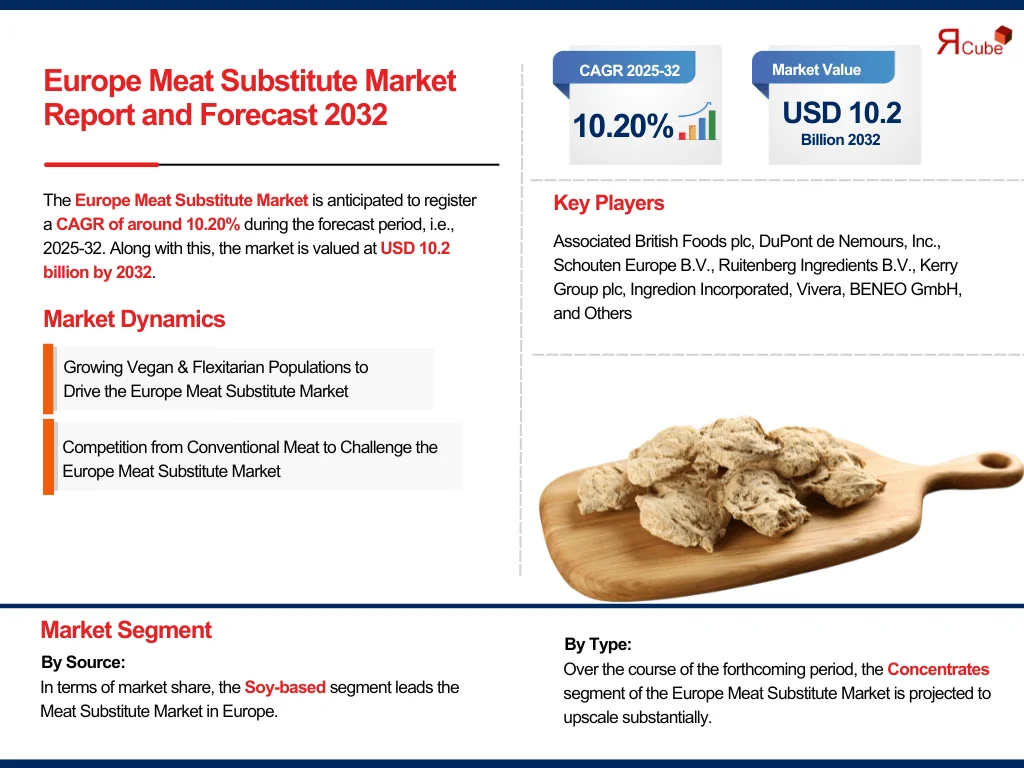 Europe Meat Substitute Market
Report and Forecast 2032
The Europe Meat Substitute Market is anticipated to register
a CAGR of around 10.20% during the forecast period, i.e.,
2025-32. Along with this, the market is valued at USD 10.2
billion by 2032.
Market Dynamics
Growing Vegan & Flexitarian Populations to
Drive the Europe Meat Substitute Market
Competition from Conventional Meat to Challenge the
Europe Meat Substitute Market
CAGR 2025-32
10.20%
Market Value
USD 10.2
Billion 2032
ЯCube
Key Players
Associated British Foods plc, DuPont de Nemours, Inc.,
Schouten Europe B.V., Ruitenberg Ingredients B.V., Kerry
Group plc, Ingredion Incorporated, Vivera, BENEO GmbH,
and Others
Market Segment
By Source:
In terms of market share, the Soy-based segment leads the
Meat Substitute Market in Europe.
By Type:
Over the course of the forthcoming period, the Concentrates
segment of the Europe Meat Substitute Market is projected to
upscale substantially.